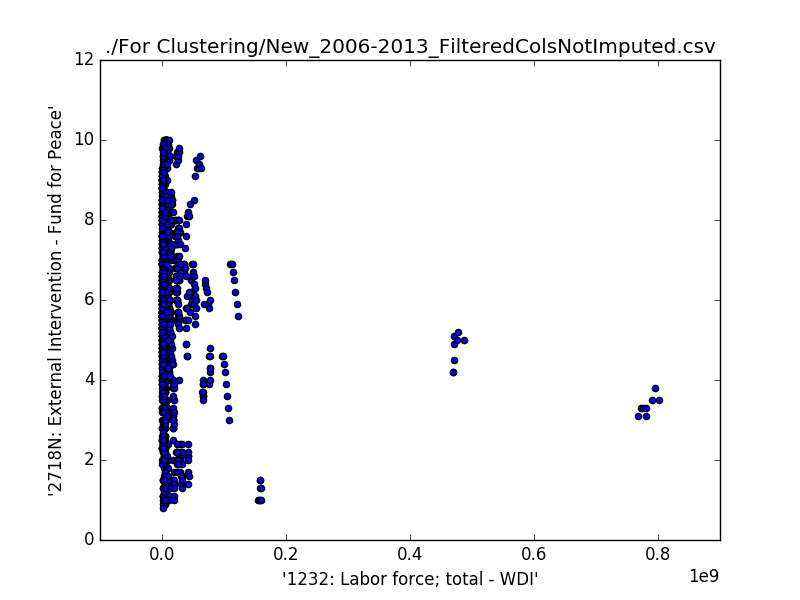 ./For Clustering/New_2006-2013_FilteredColsNotImputed.csv
12
10
8
6
4
2
0
'2718N: External Intervention - Fund for Peace'
0.0 0.2 0.4 0.6 0.8
1e9
'1232: Labor force; total - WDI'